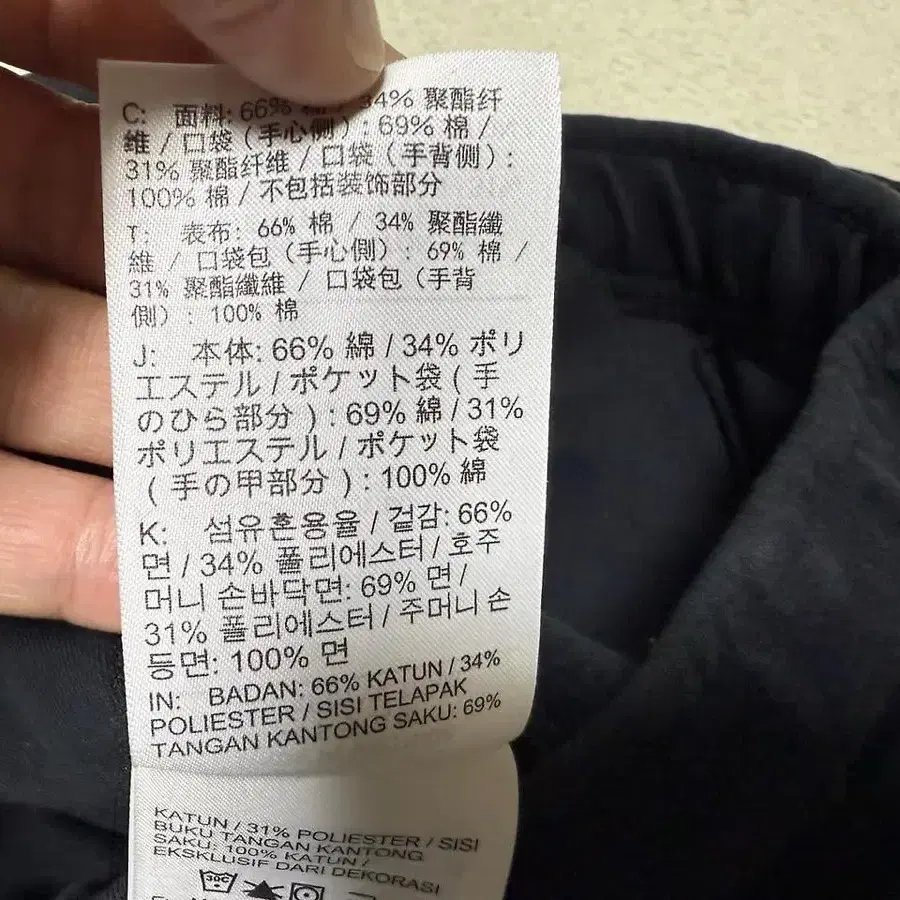 C: 面料: 66% 棉 / 34% 聚酯纤
维 / 口袋 (手心侧) : 69% 棉 /
31% 聚酯纤维 / 口袋 (手背侧) :
100% 棉 / 不包括装饰部分
T: 表布: 66% 棉 / 34% 聚酯纖
維 / 口袋包 (手心側) : 69% 棉 /
31% 聚酯纖維 / 口袋包 (手背
側) : 100% 棉
J: 本体: 66% 綿 / 34% ポリ
エステル / ポケット袋 ( 手
のひら部分 ) : 69% 綿 / 31%
ポリエステル / ポケット袋
( 手の甲部分 ) : 100% 綿
K: 섬유혼용율 / 겉감: 66%
면 / 34% 폴리에스터 / 호주
머니 손바닥면: 69% 면 /
31% 폴리에스터 / 주머니 손
등면: 100% 면
IN: BADAN: 66% KATUN / 34%
POLIESTER / SISI TELAPAK
TANGAN KANTONG SAKU: 69%
KATUN / 31% POLIESTER / SISI
BUKU TANGAN KANTONG
SAKU: 100% KATUN /
EKSKLUSIF DARI DEKORASI
30C